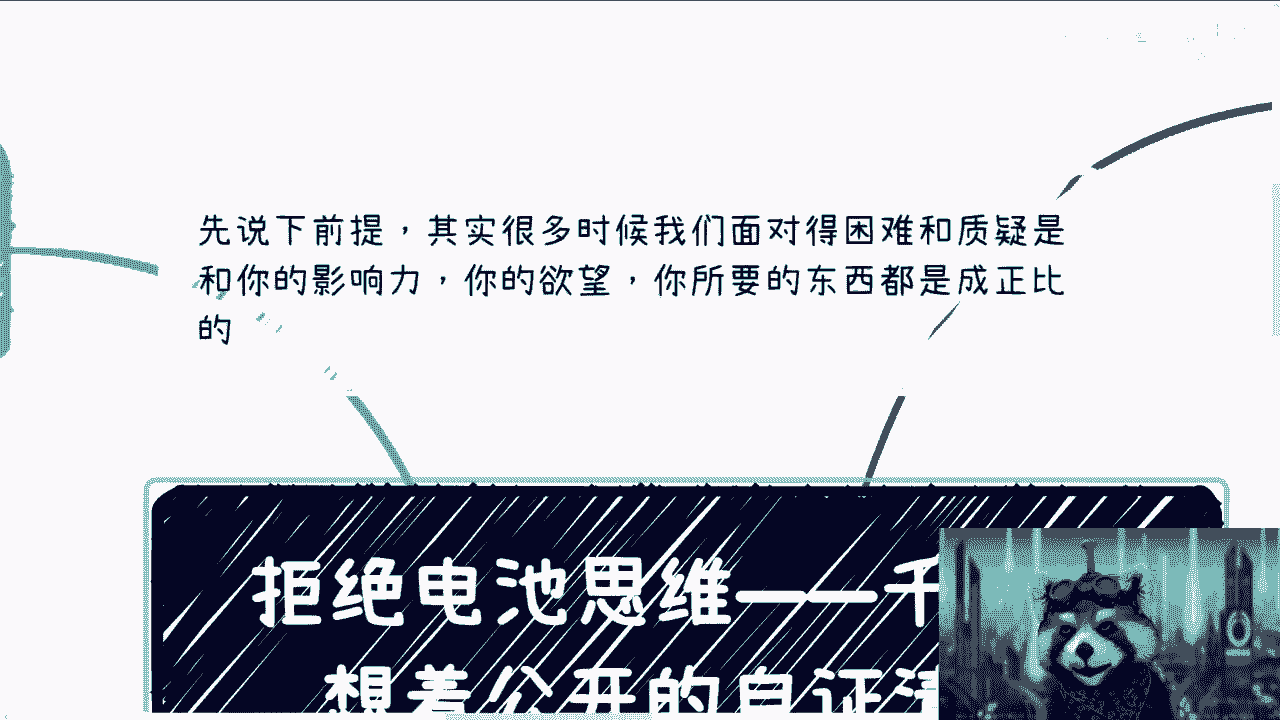 先说下前提，其实很多时候我们面对得困难和质疑是
和你的影响力，你的欲望，你所要的东西都是成正比
的
拒绝电池思维——千
想着公开的自证清